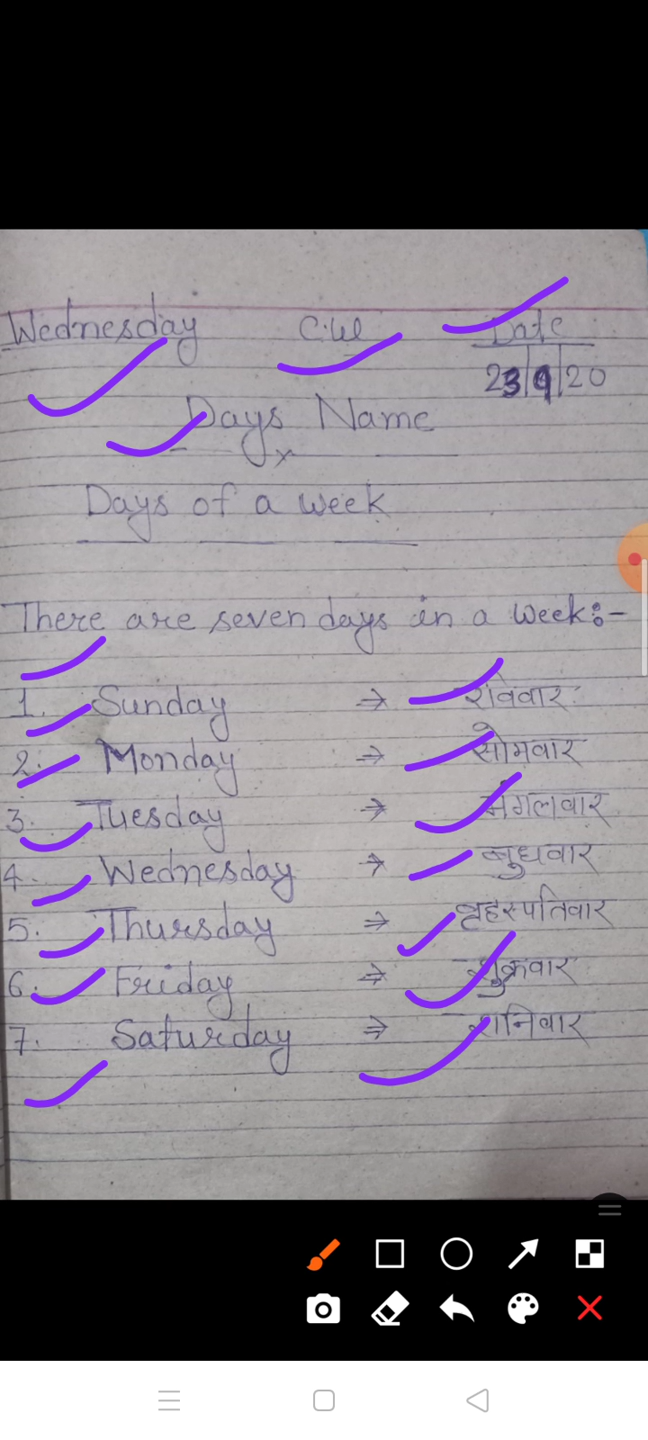 Wednesday C.W Date
23|9|20
Days Name
x
Days of a week
There are seven days in a week:-
1. Sunday ⇒ रविवार
2. Monday ⇒ सोमवार
3. Tuesday ⇒ मंगलवार
4. Wednesday ⇒ बुधवार
5. Thursday ⇒ बृहस्पतिवार
6. Friday ⇒ शुक्रवार
7. Saturday ⇒ शनिवार